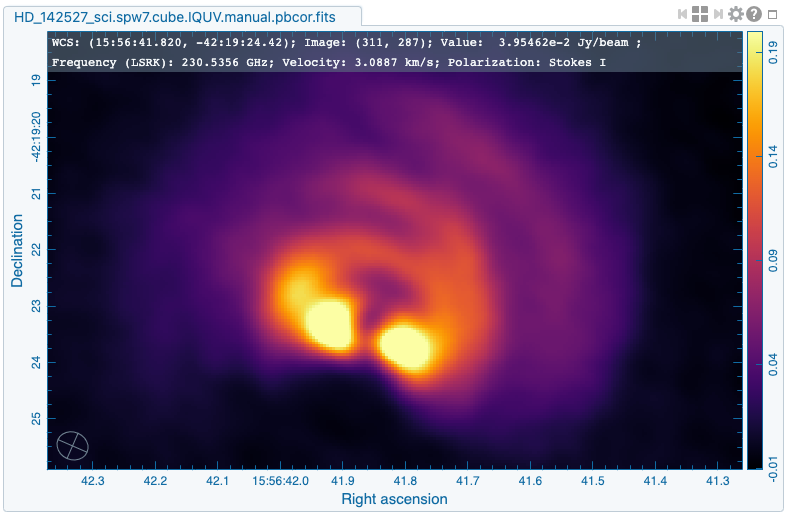 HD_142527_sci.spw7.cube.IQUV.manual.pbcor.fits
WCS: (15:56:41.820, -42:19:24.42); Image: (311, 287); Value:  3.95462e-2 Jy/beam ;
Frequency (LSRK): 230.5356 GHz; Velocity: 3.0887 km/s; Polarization: Stokes I
Declination
19
-42:19:20
21
22
23
24
25
42.3 42.2 42.1 15:56:42.0 41.9 41.8 41.7 41.6 41.5 41.4 41.3
Right ascension
0.19
0.14
0.09
0.04
-0.01